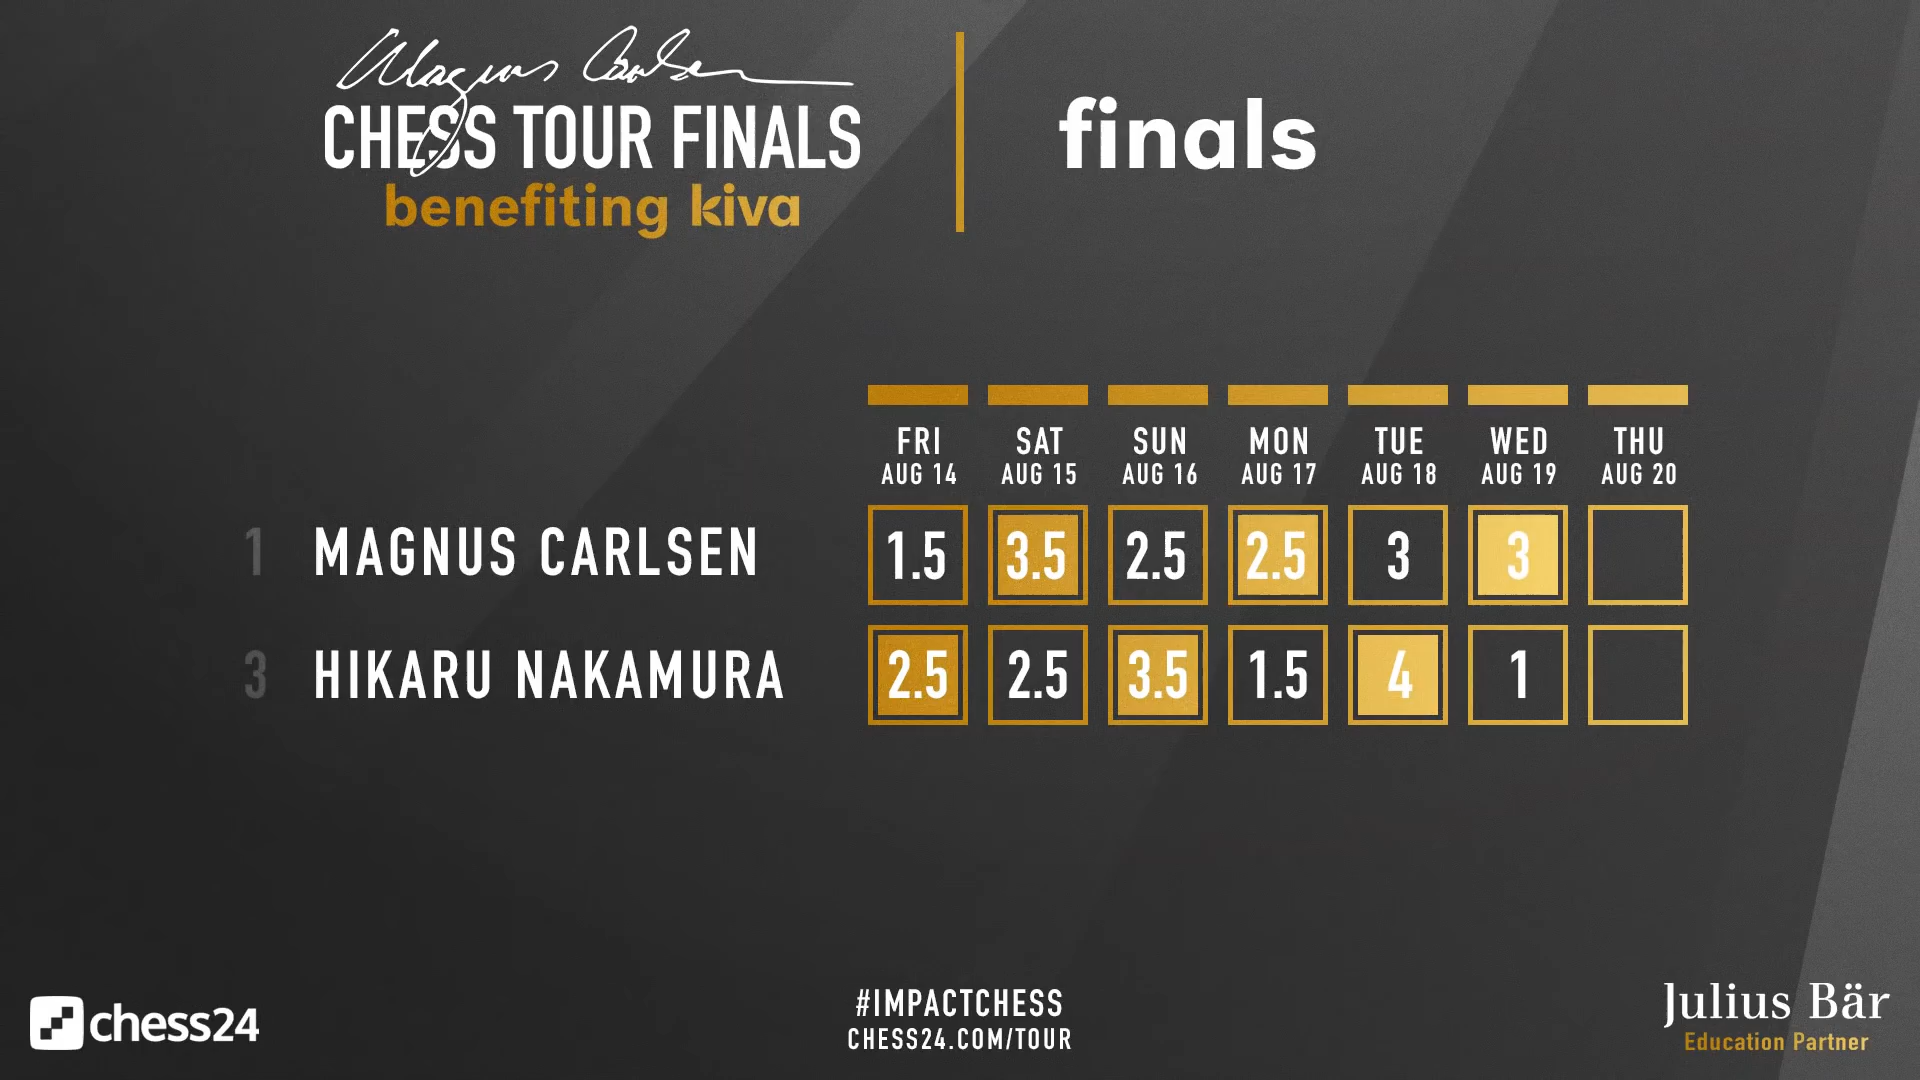 Magnus Carlsen
CHESS TOUR FINALS
benefiting kiva
finals
FRI SAT SUN MON TUE WED THU
AUG 14 AUG 15 AUG 16 AUG 17 AUG 18 AUG 19 AUG 20
1 MAGNUS CARLSEN 1.5 3.5 2.5 2.5 3 3
3 HIKARU NAKAMURA 2.5 2.5 3.5 1.5 4 1
chess24
#IMPACTCHESS
CHESS24.COM/TOUR
Julius Bär
Education Partner